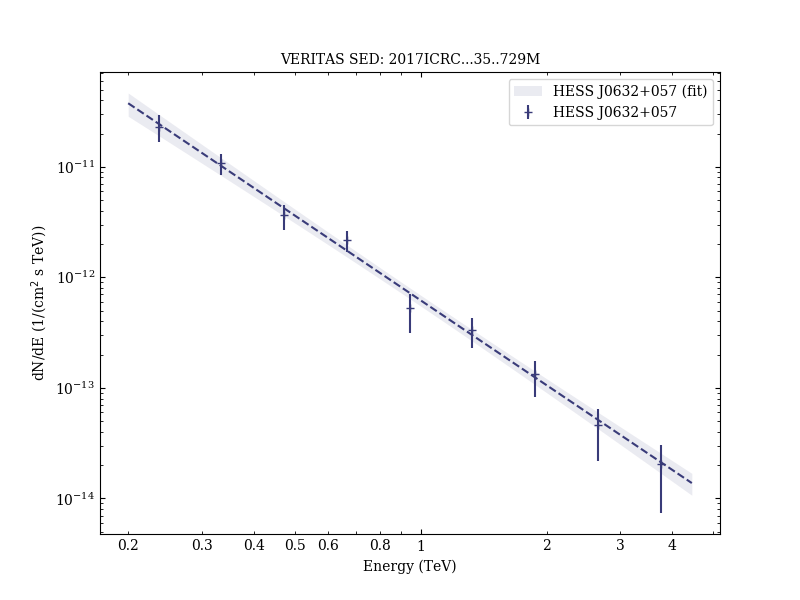 VERITAS SED: 2017ICRC...35..729M
HESS J0632+057 (fit)
HESS J0632+057
dN/dE (1/(cm² s TeV))
10⁻¹¹
10⁻¹²
10⁻¹³
10⁻¹⁴
0.2 0.3 0.4 0.5 0.6 0.8 1 2 3 4
Energy (TeV)